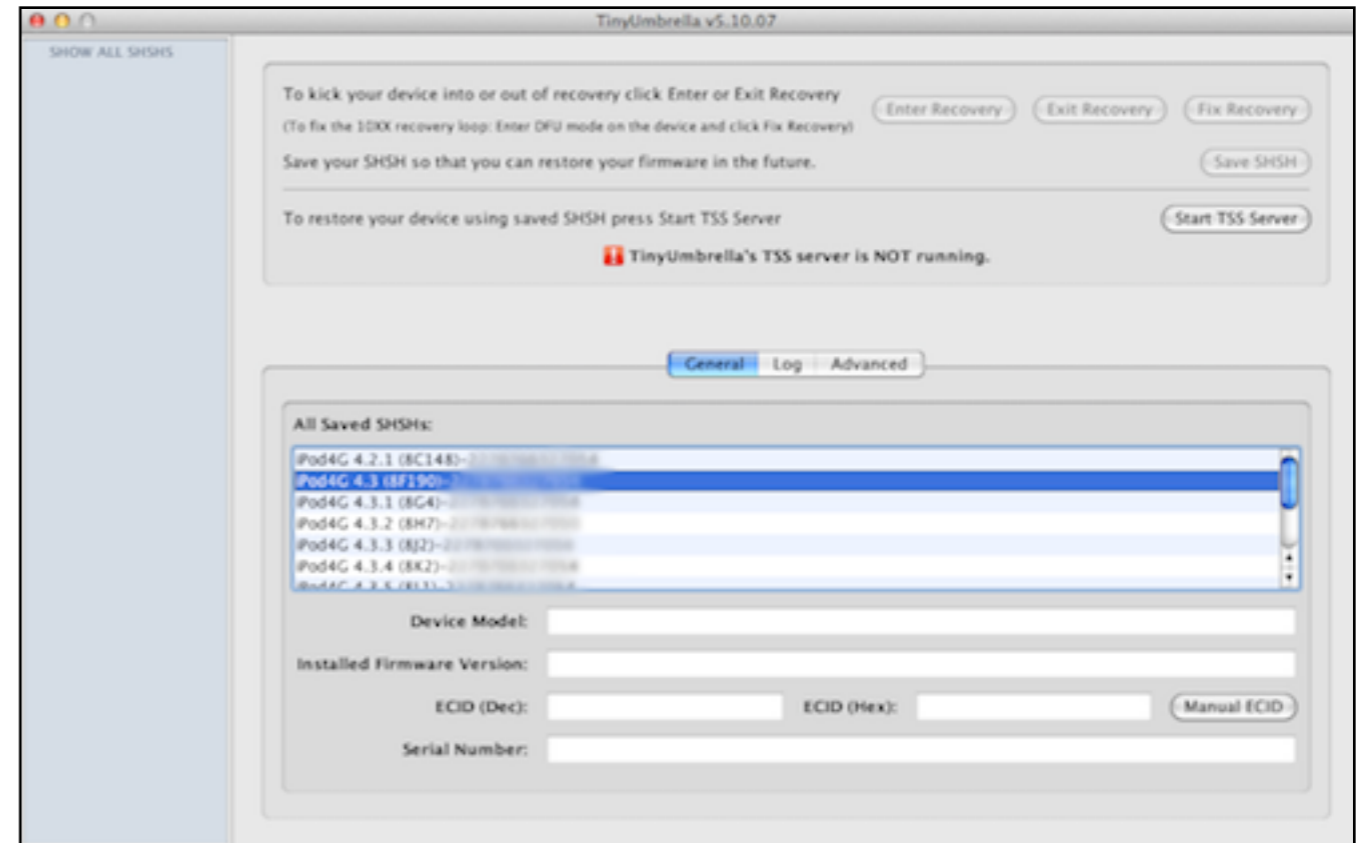 TinyUmbrella v5.10.07
SHOW ALL SHSHS
To kick your device into or out of recovery click Enter or Exit Recovery
Enter Recovery
Exit Recovery
Fix Recovery
(To fix the 10XX recovery loop: Enter DFU mode on the device and click Fix Recovery)
Save your SHSH so that you can restore your firmware in the future.
Save SHSH
To restore your device using saved SHSH press Start TSS Server
Start TSS Server
TinyUmbrella's TSS server is NOT running.
General
Log
Advanced
All Saved SHSHs:
iPod4G 4.2.1 (8C148)-
iPod4G 4.3 (8F190)-
iPod4G 4.3.1 (8G4)-
iPod4G 4.3.2 (8H7)-
iPod4G 4.3.3 (8J2)-
iPod4G 4.3.4 (8K2)-
iPod4G 4.3.5 (8L1)-
Device Model:
Installed Firmware Version:
ECID (Dec):
ECID (Hex):
Manual ECID
Serial Number: